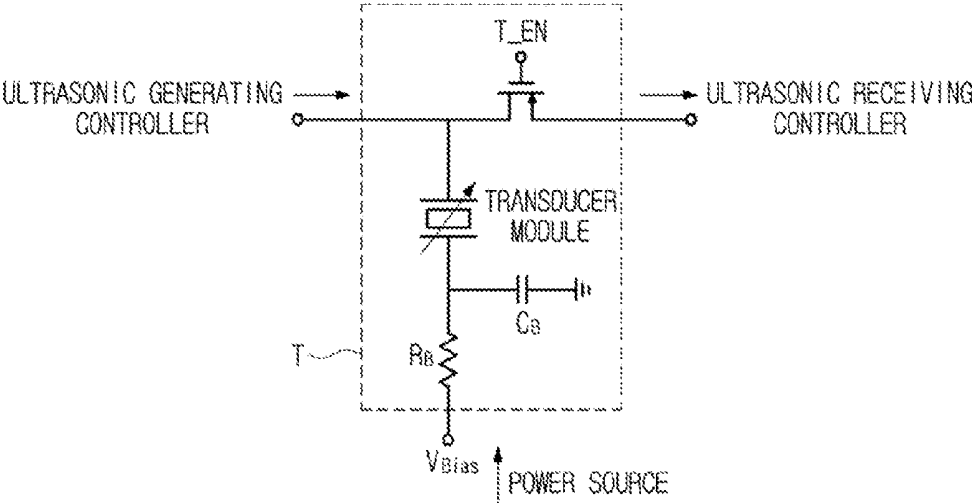 T_EN
ULTRASONIC GENERATING
CONTROLLER
ULTRASONIC RECEIVING
CONTROLLER
TRANSDUCER
MODULE
CB
T
RB
VBias
POWER SOURCE